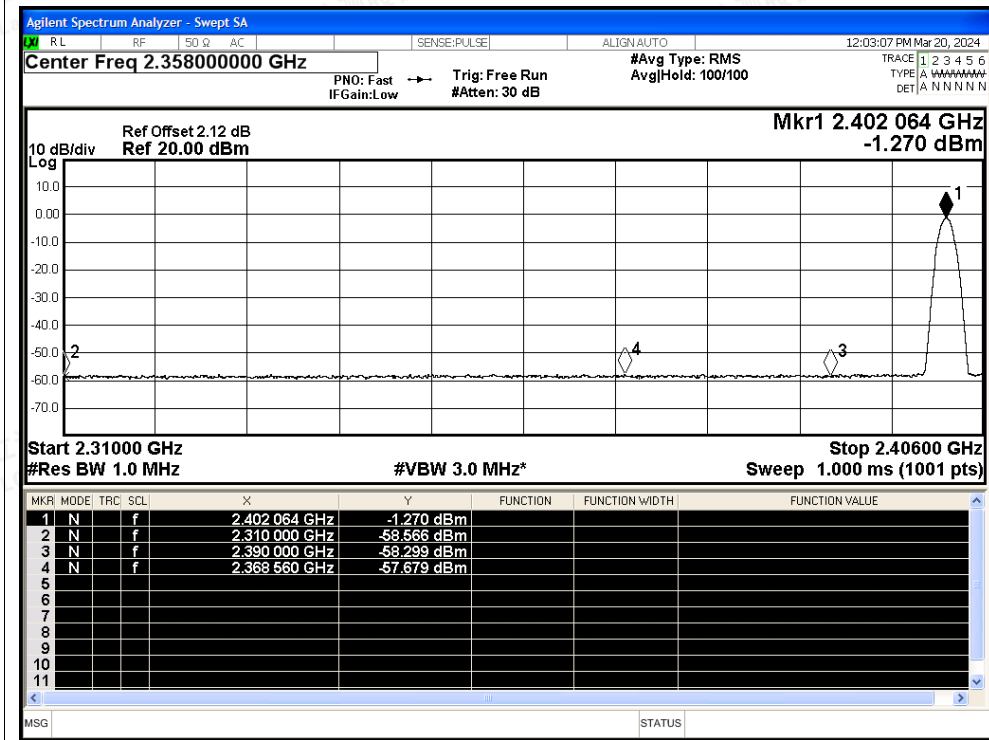 Agilent Spectrum Analyzer - Swept SA
LXI RL RF 50 Ω AC SENSE:PULSE ALIGN AUTO 12:03:07 PM Mar 20, 2024
Center Freq 2.358000000 GHz
PNO: Fast
IFGain:Low
Trig: Free Run
#Atten: 30 dB
#Avg Type: RMS
Avg|Hold: 100/100
TRACE 1 2 3 4 5 6
TYPE A WWWWW
DET A N N N N N
Mkr1 2.402 064 GHz
-1.270 dBm
Ref Offset 2.12 dB
10 dB/div Ref 20.00 dBm
Log
10.0
0.00
-10.0
-20.0
-30.0
-40.0
-50.0
-60.0
-70.0
1
2
4
3
Start 2.31000 GHz Stop 2.40600 GHz
#Res BW 1.0 MHz #VBW 3.0 MHz* Sweep 1.000 ms (1001 pts)
MKR MODE TRC SCL X Y FUNCTION FUNCTION WIDTH FUNCTION VALUE
1 N f 2.402 064 GHz -1.270 dBm
2 N f 2.310 000 GHz -58.566 dBm
3 N f 2.390 000 GHz -58.299 dBm
4 N f 2.368 560 GHz -57.679 dBm
5
6
7
8
9
10
11
MSG STATUS